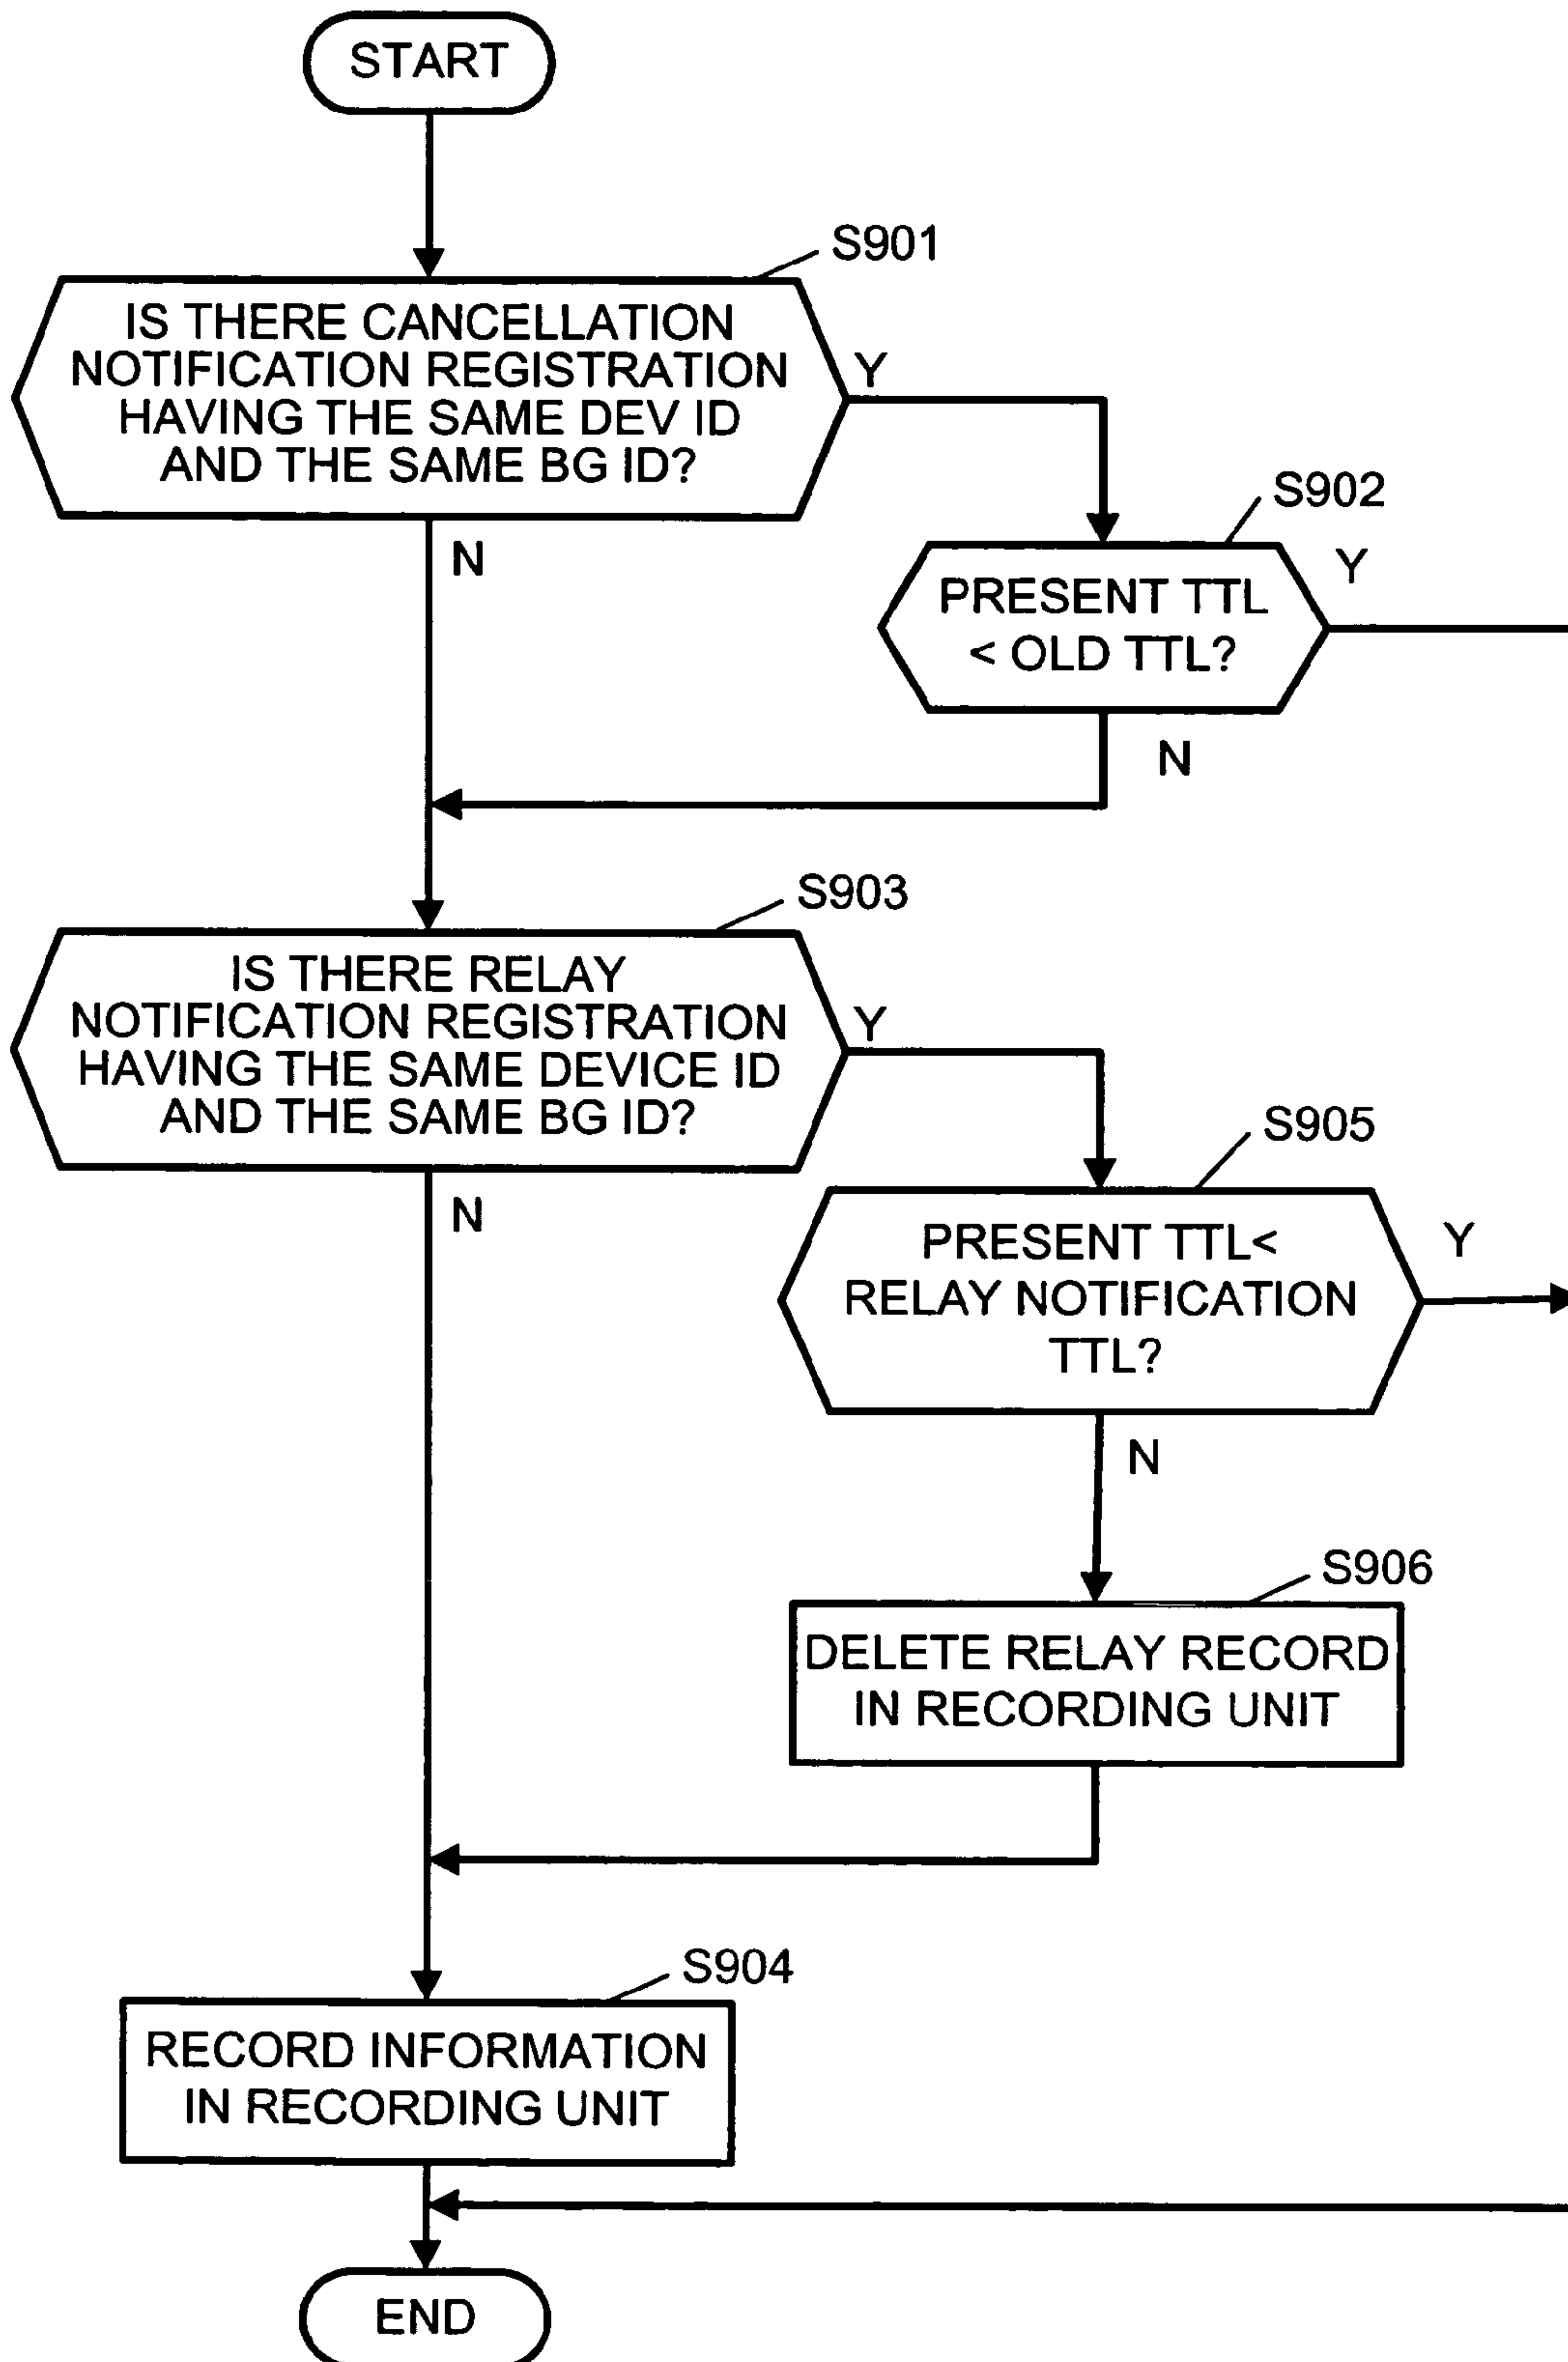 START
S901
IS THERE CANCELLATION
NOTIFICATION REGISTRATION
HAVING THE SAME DEV ID
AND THE SAME BG ID?
Y
N
S902
PRESENT TTL
< OLD TTL?
Y
N
S903
IS THERE RELAY
NOTIFICATION REGISTRATION
HAVING THE SAME DEVICE ID
AND THE SAME BG ID?
Y
N
S905
PRESENT TTL<
RELAY NOTIFICATION
TTL?
Y
N
S906
DELETE RELAY RECORD
IN RECORDING UNIT
S904
RECORD INFORMATION
IN RECORDING UNIT
END